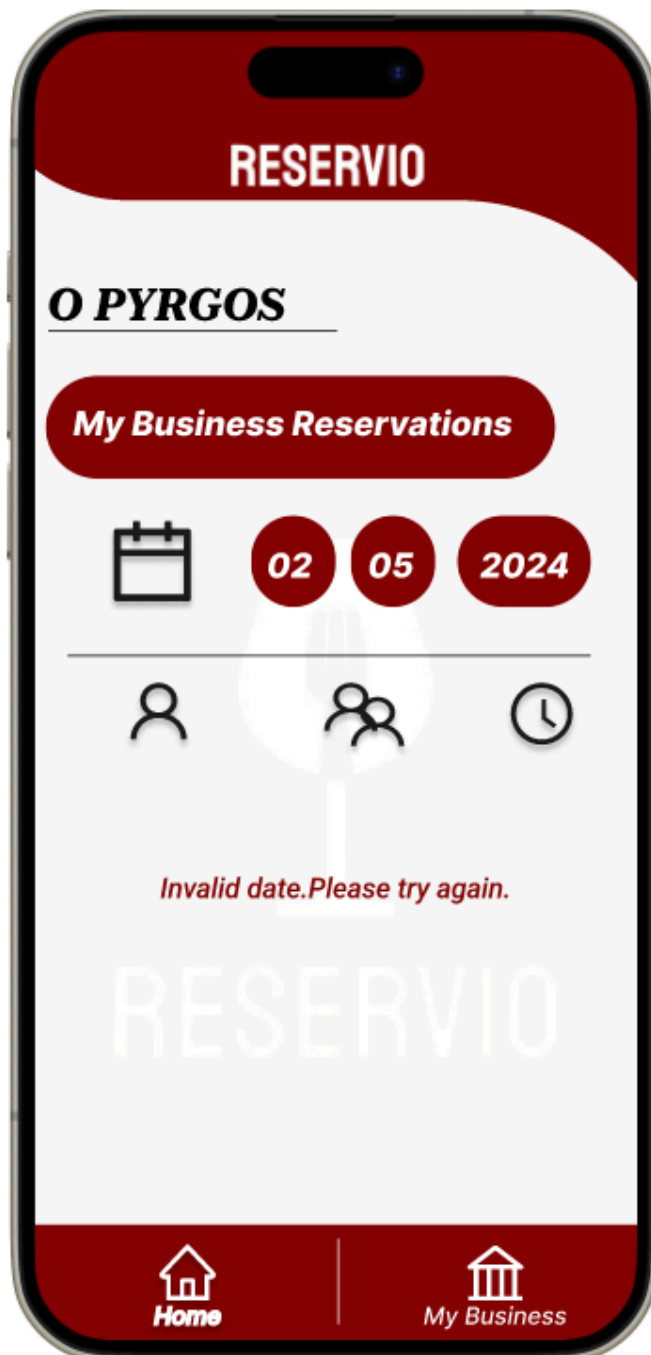 RESERVIO
O PYRGOS
My Business Reservations
02 05 2024
Invalid date.Please try again.
RESERVIO
Home My Business